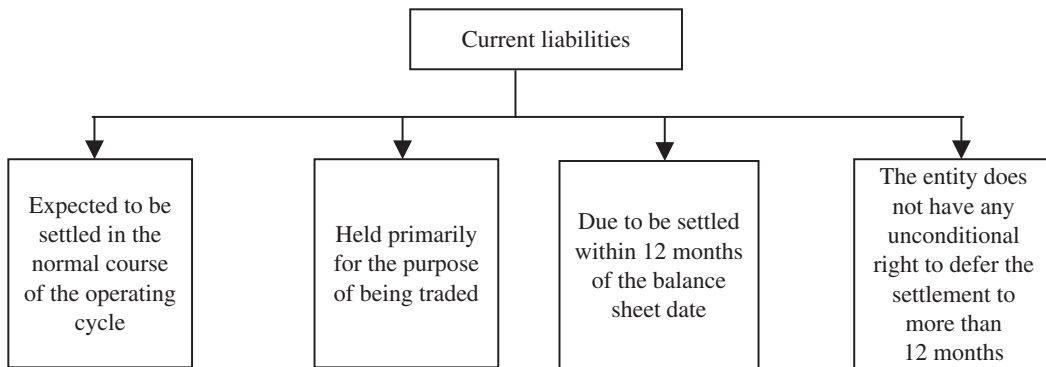 Current liabilities
Expected to be
settled in the
normal course
of the operating
cycle
Held primarily
for the purpose
of being traded
Due to be settled
within 12 months
of the balance
sheet date
The entity does
not have any
unconditional
right to defer the
settlement to
more than
12 months